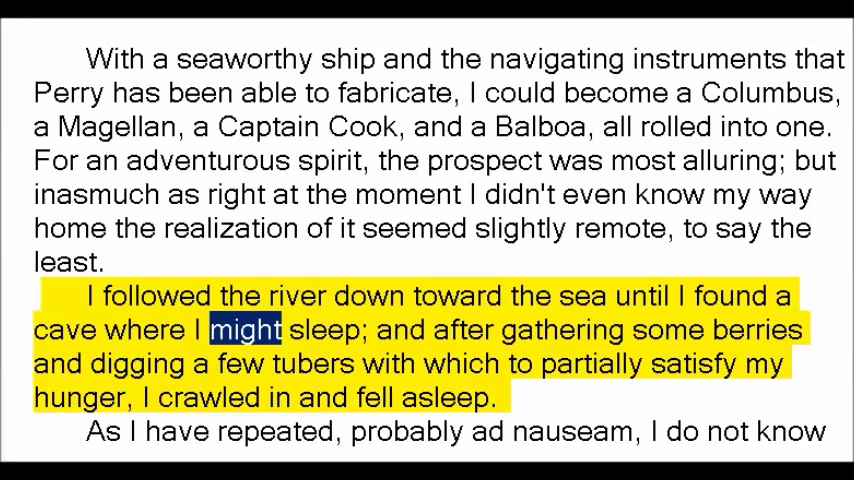 With a seaworthy ship and the navigating instruments that
Perry has been able to fabricate, I could become a Columbus,
a Magellan, a Captain Cook, and a Balboa, all rolled into one.
For an adventurous spirit, the prospect was most alluring; but
inasmuch as right at the moment I didn't even know my way
home the realization of it seemed slightly remote, to say the
least.
I followed the river down toward the sea until I found a
cave where I might sleep; and after gathering some berries
and digging a few tubers with which to partially satisfy my
hunger, I crawled in and fell asleep.
As I have repeated, probably ad nauseam, I do not know